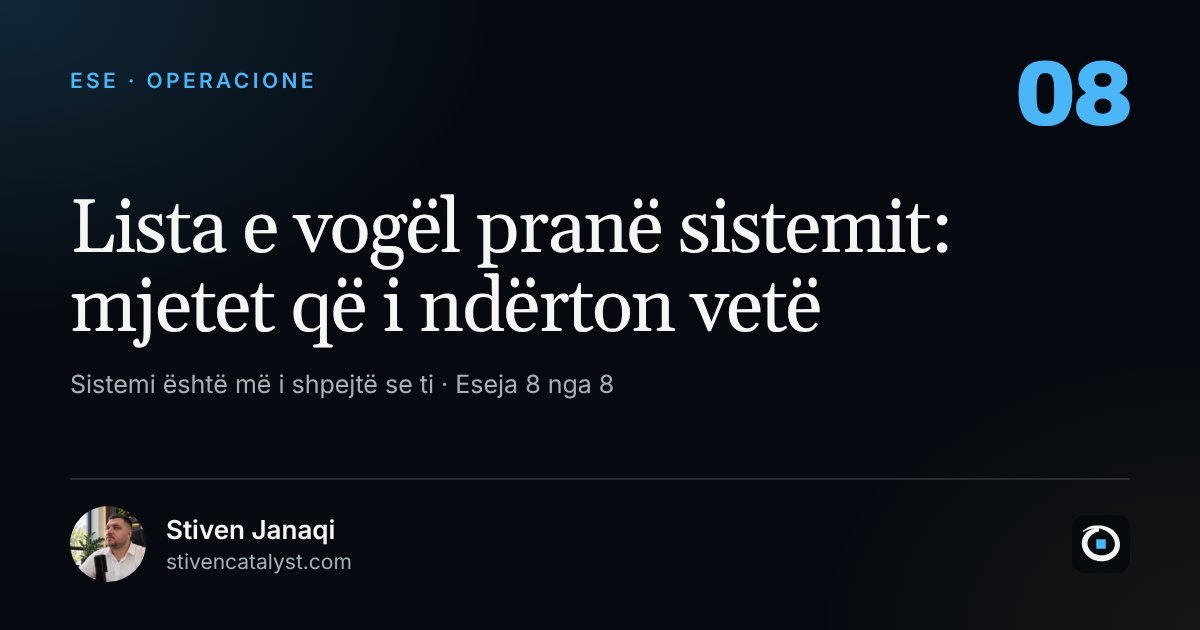 ESE · OPERACIONE
08
Lista e vogël pranë sistemit:
mjetet që i ndërton vetë
Sistemi është më i shpejtë se ti · Eseja 8 nga 8
Stiven Janaqi
stivencatalyst.com